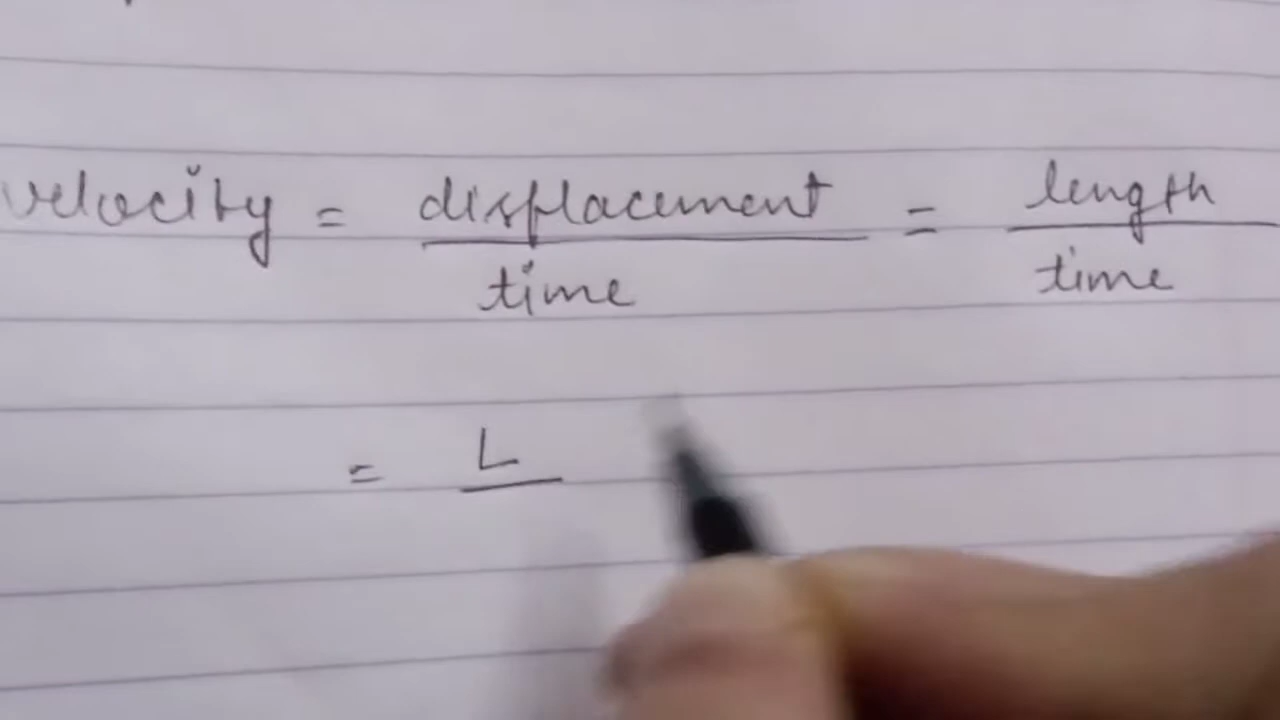 velocity = displacement = length
time time
= L